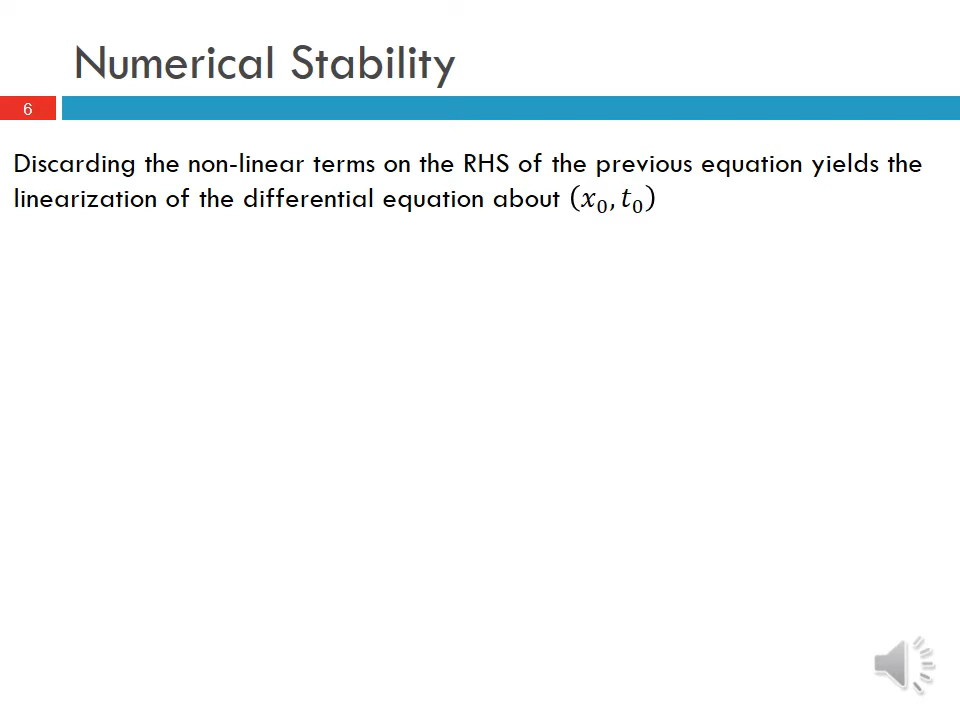 Numerical Stability
6
Discarding the non-linear terms on the RHS of the previous equation yields the
linearization of the differential equation about (𝑥₀, 𝑡₀)